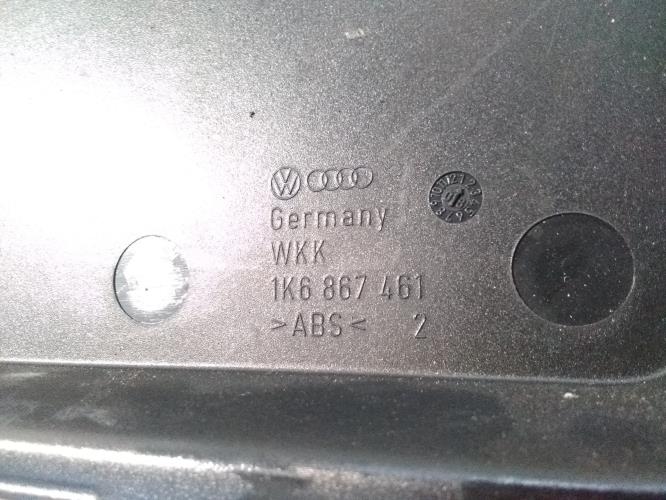 Germany
WKK
1K6 867 461
>ABS< 2